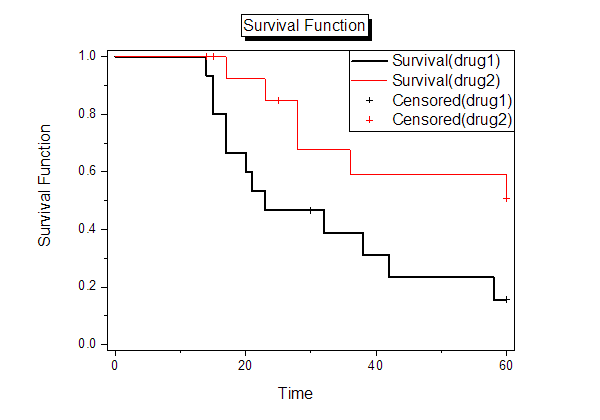 Survival Function
Survival(drug1)
Survival(drug2)
Censored(drug1)
Censored(drug2)
Survival Function
1.0
0.8
0.6
0.4
0.2
0.0
0 20 40 60
Time